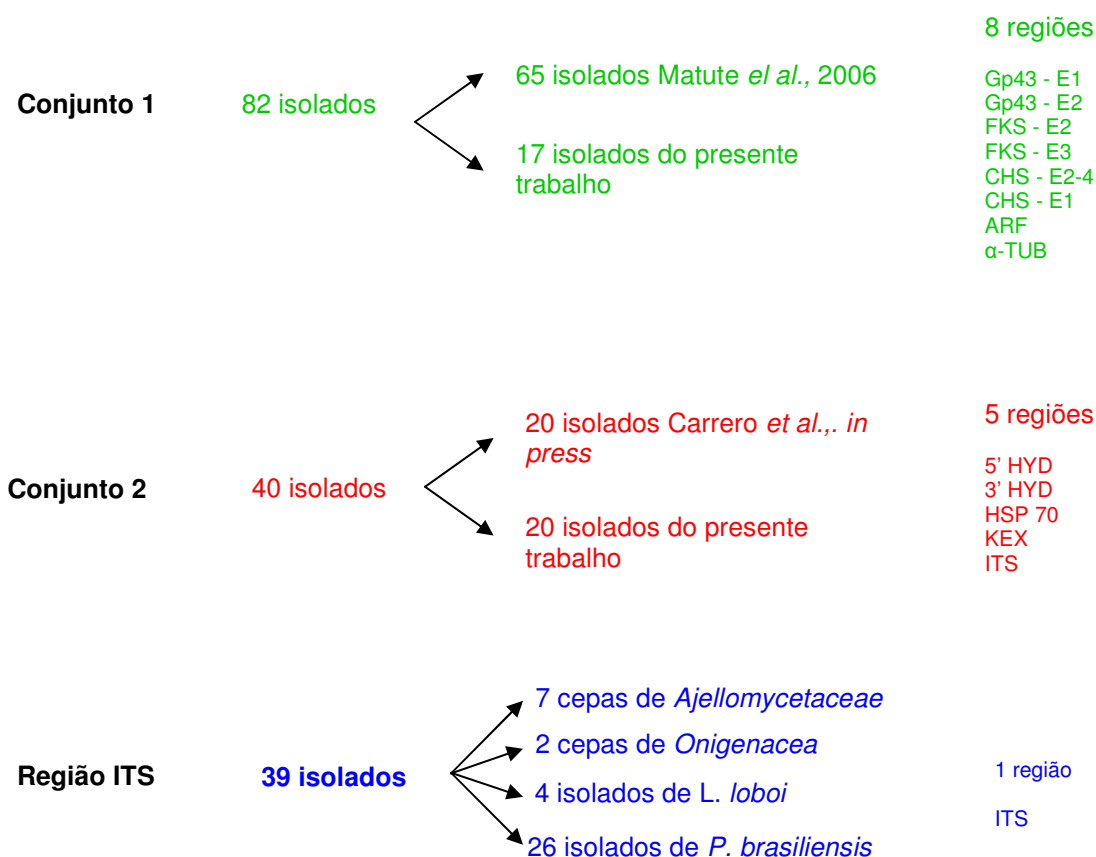 8 regiões
Conjunto 1
82 isolados
65 isolados Matute el al., 2006
17 isolados do presente
trabalho
Gp43 - E1
Gp43 - E2
FKS - E2
FKS - E3
CHS - E2-4
CHS - E1
ARF
α-TUB
Conjunto 2
40 isolados
20 isolados Carrero et al.,. in
press
20 isolados do presente
trabalho
5 regiões
5’ HYD
3’ HYD
HSP 70
KEX
ITS
Região ITS
39 isolados
7 cepas de Ajellomycetaceae
2 cepas de Onigenacea
4 isolados de L. loboi
26 isolados de P. brasiliensis
1 região
ITS